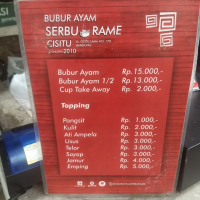 BUBUR AYAM
SERBU RAME
CISITU
2010
Bubur Ayam Rp. 15.000,-
Bubur Ayam 1/2 Rp. 13.000,-
Cup Take Away Rp. 2.000,-
Topping
Pangsit Rp. 1.000,-
Kulit Rp. 2.000,-
Ati Ampela Rp. 3.000,-
Usus Rp. 3.000,-
Telor Rp. 3.000,-
Sayap Rp. 3.000,-
Jamur Rp. 4.000,-
Emping Rp. 5.000,-